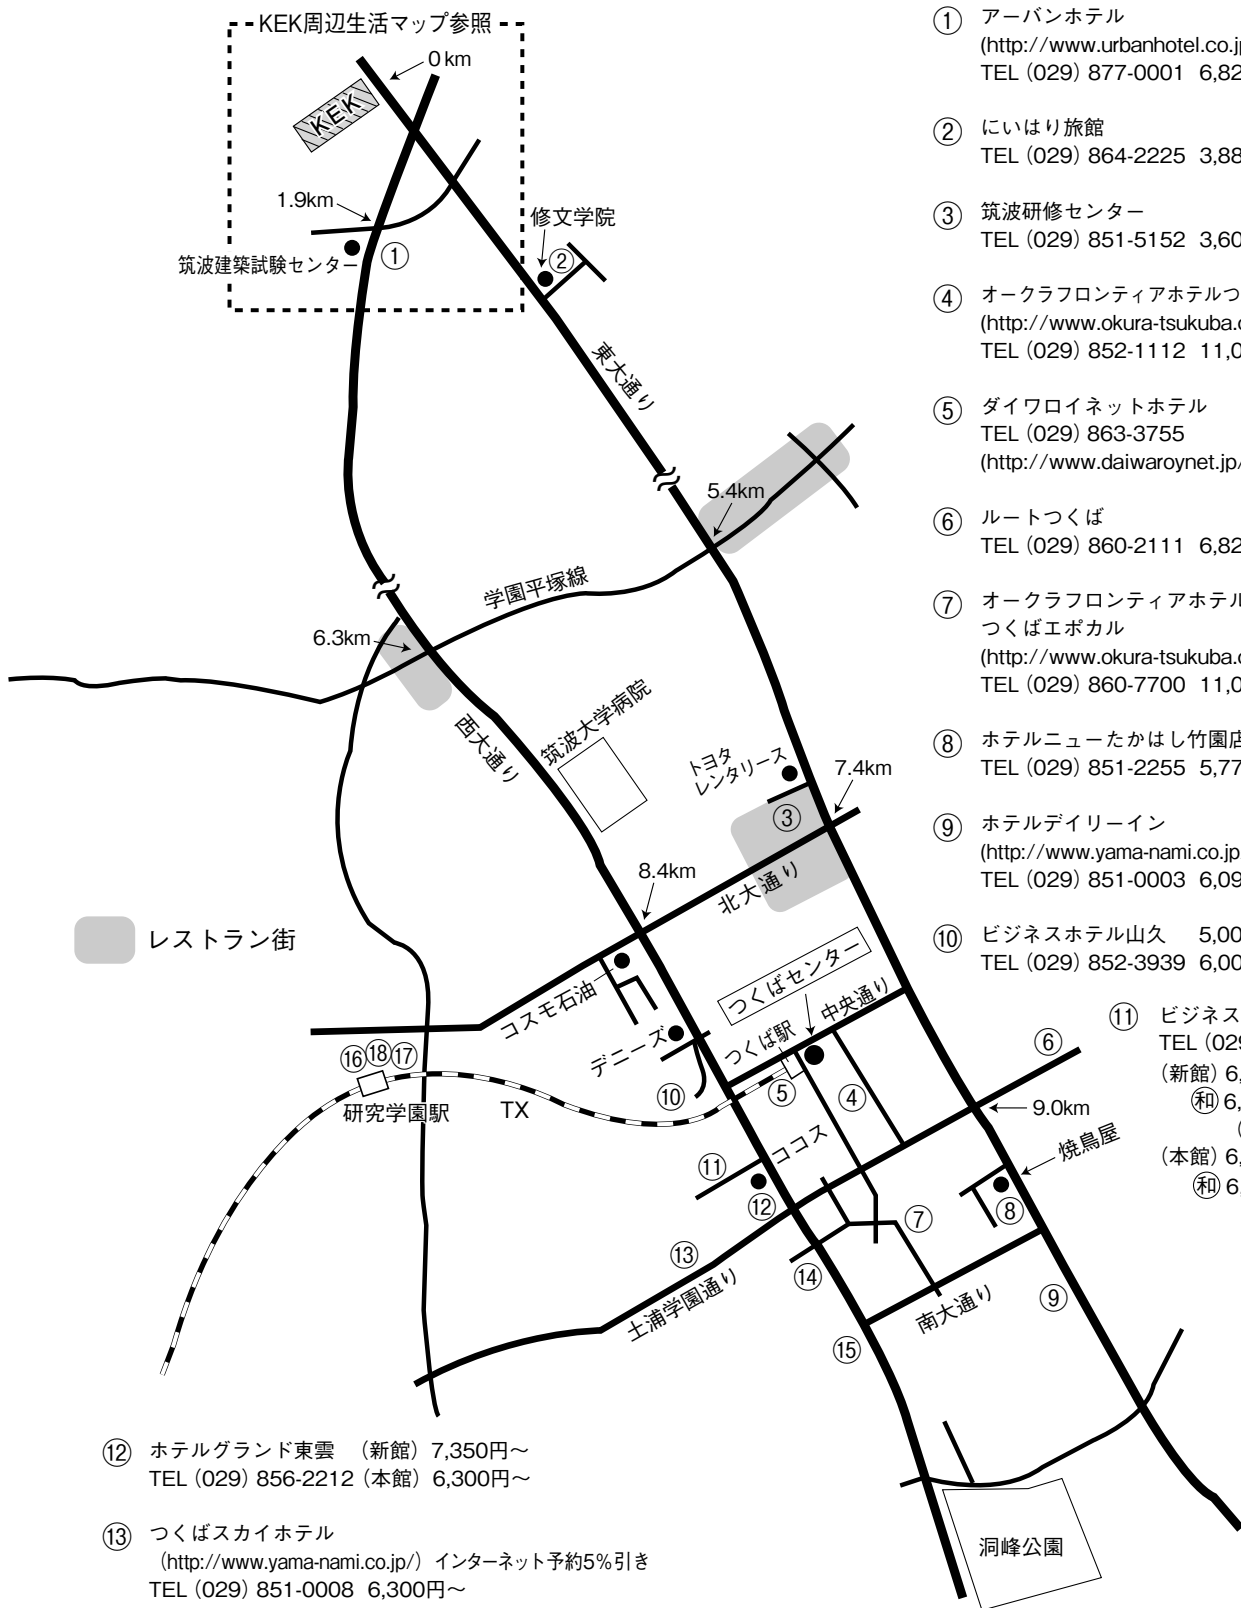 KEK周辺生活マップ参照
0km
KEK
1.9km
筑波建築試験センター
①
修文学院
②
東大通り
5.4km
学園平塚線
6.3km
西大通り
筑波大学病院
トヨタ
レンタリース
7.4km
③
8.4km
北大通り
レストラン街
コスモ石油
つくばセンター
中央通り
デニーズ
つくば駅
⑥
⑯⑱⑰
⑩
⑤
④
研究学園駅
TX
9.0km
ココス
焼鳥屋
⑪
⑫
⑦
⑧
⑬
⑭
土浦学園通り
南大通り
⑨
⑮
洞峰公園
① アーバンホテル
(http://www.urbanhotel.co.jp
TEL (029) 877-0001 6,82
② にいはり旅館
TEL (029) 864-2225 3,88
③ 筑波研修センター
TEL (029) 851-5152 3,60
④ オークラフロンティアホテルつ
(http://www.okura-tsukuba.c
TEL (029) 852-1112 11,0
⑤ ダイワロイネットホテル
TEL (029) 863-3755
(http://www.daiwaroynet.jp/
⑥ ルートつくば
TEL (029) 860-2111 6,82
⑦ オークラフロンティアホテル
つくばエポカル
(http://www.okura-tsukuba.c
TEL (029) 860-7700 11,0
⑧ ホテルニューたかはし竹園店
TEL (029) 851-2255 5,77
⑨ ホテルデイリーイン
(http://www.yama-nami.co.jp
TEL (029) 851-0003 6,09
⑩ ビジネスホテル山久 5,00
TEL (029) 852-3939 6,00
⑪ ビジネス
TEL (029
(新館) 6,
㊒ 6,
(
(本館) 6,
⑫ ホテルグランド東雲 (新館) 7,350円〜
TEL (029) 856-2212 (本館) 6,300円〜
⑬ つくばスカイホテル
(http://www.yama-nami.co.jp/) インターネット予約5%引き
TEL (029) 851-0008 6,300円〜